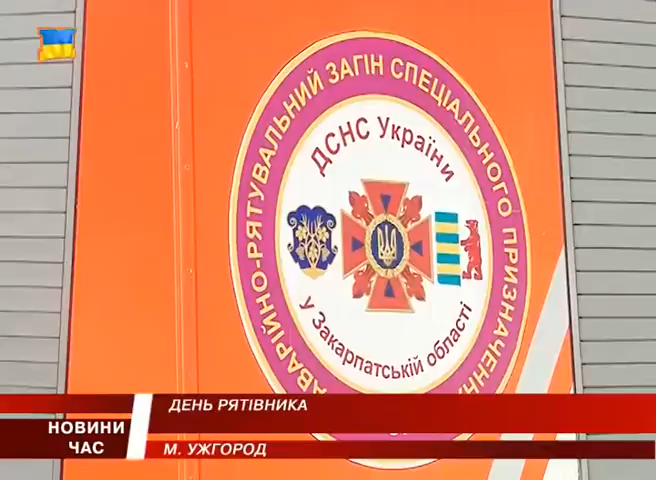 АВАРІЙНО-РЯТУВАЛЬНИЙ ЗАГІН СПЕЦІАЛЬНОГО ПРИЗНАЧЕННЯ
ДСНС України
у Закарпатській області
ДЕНЬ РЯТІВНИКА
НОВИНИ
ЧАС
М. УЖГОРОД